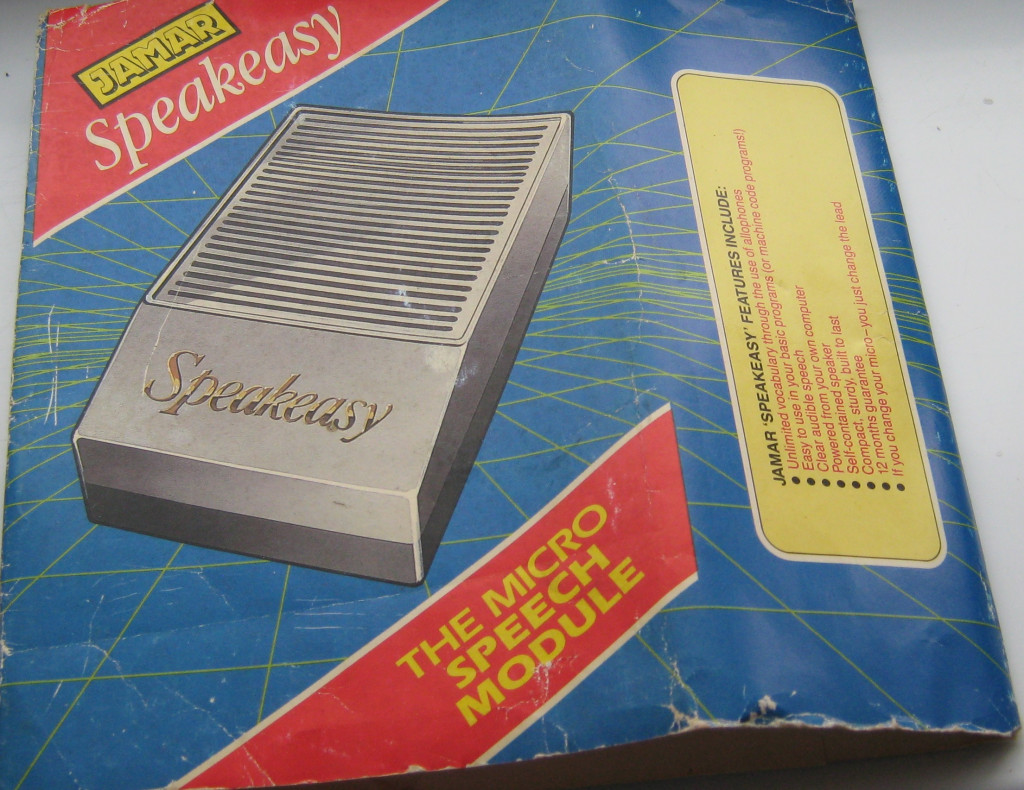 JAMAR
Speakeasy
Speakeasy
THE MICRO
SPEECH
MODULE
JAMAR 'SPEAKEASY' FEATURES INCLUDE:
● Unlimited vocabulary through the use of allophones
● Easy to use in your basic programs (or machine code programs!)
● Clear audible speech
● Powered from your own computer
● Self-contained speaker
● Compact, sturdy, built to last
● 12 months guarantee
● If you change your micro – you just change the lead